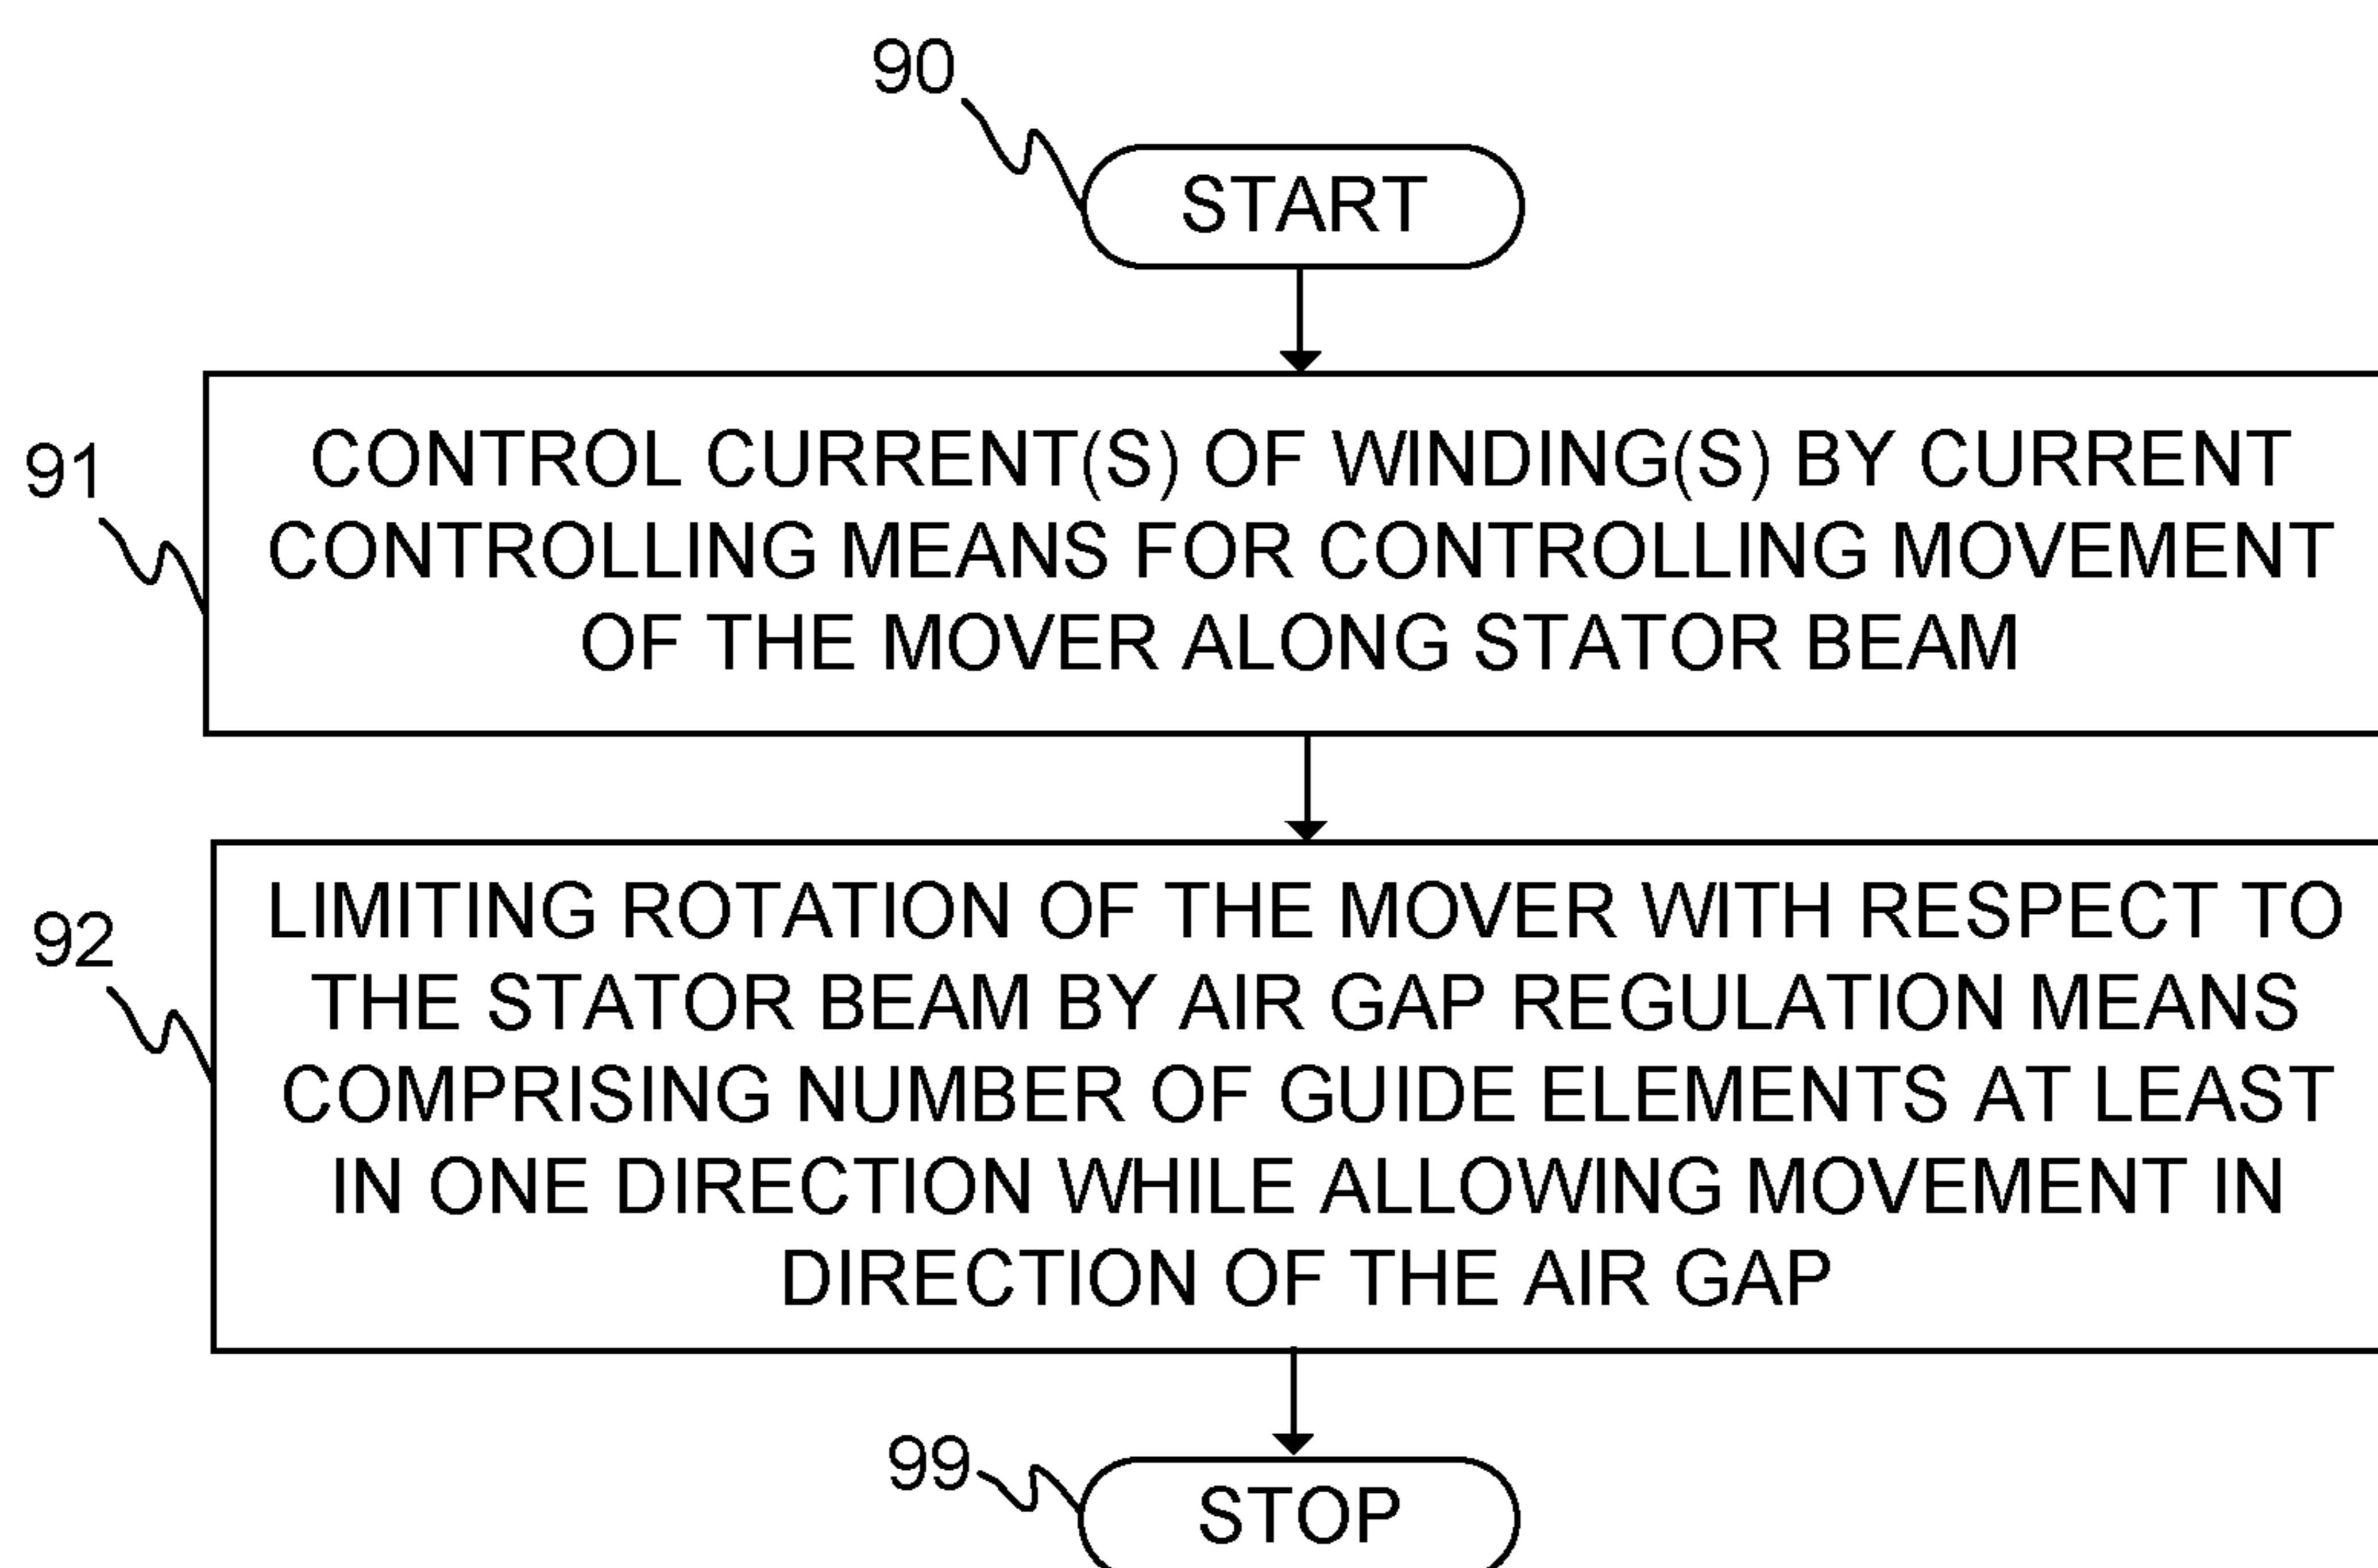 90
START
91
CONTROL CURRENT(S) OF WINDING(S) BY CURRENT
CONTROLLING MEANS FOR CONTROLLING MOVEMENT
OF THE MOVER ALONG STATOR BEAM
92
LIMITING ROTATION OF THE MOVER WITH RESPECT TO
THE STATOR BEAM BY AIR GAP REGULATION MEANS
COMPRISING NUMBER OF GUIDE ELEMENTS AT LEAST
IN ONE DIRECTION WHILE ALLOWING MOVEMENT IN
DIRECTION OF THE AIR GAP
99
STOP